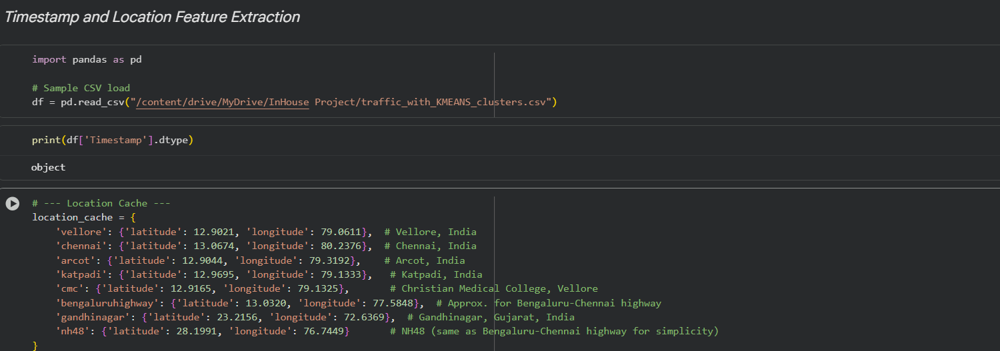 Timestamp and Location Feature Extraction
import pandas as pd
# Sample CSV load
df = pd.read_csv("/content/drive/MyDrive/InHouse Project/traffic_with_KMEANS_clusters.csv")
print(df['Timestamp'].dtype)
object
# --- Location Cache ---
location_cache = {
    'vellore': {'latitude': 12.9021, 'longitude': 79.0611},  # Vellore, India
    'chennai': {'latitude': 13.0674, 'longitude': 80.2376},  # Chennai, India
    'arcot': {'latitude': 12.9044, 'longitude': 79.3192},    # Arcot, India
    'katpadi': {'latitude': 12.9695, 'longitude': 79.1333},   # Katpadi, India
    'cmc': {'latitude': 12.9165, 'longitude': 79.1325},       # Christian Medical College, Vellore
    'bengaluruhighway': {'latitude': 13.0320, 'longitude': 77.5848},  # Approx. for Bengaluru-Chennai highway
    'gandhinagar': {'latitude': 23.2156, 'longitude': 72.6369},  # Gandhinagar, Gujarat, India
    'nh48': {'latitude': 28.1991, 'longitude': 76.7449}       # NH48 (same as Bengaluru-Chennai highway for simplicity)
}